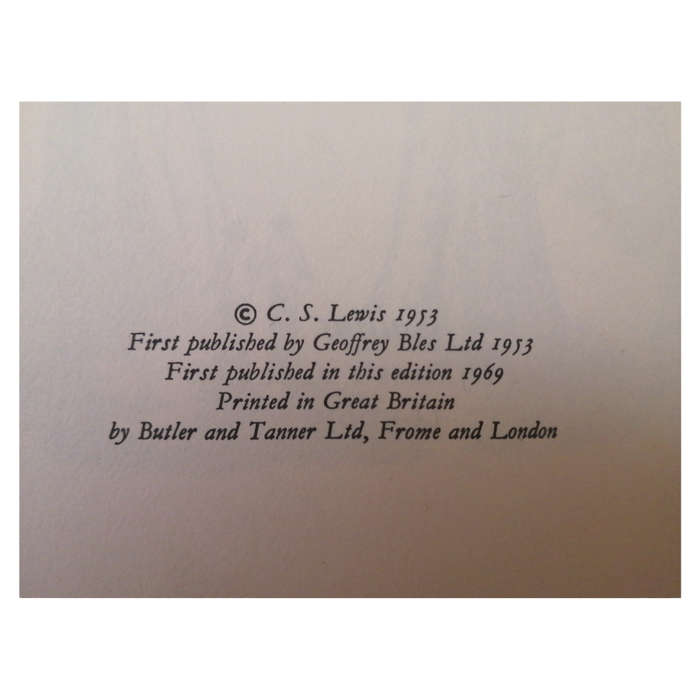 © C. S. Lewis 1953
First published by Geoffrey Bles Ltd 1953
First published in this edition 1969
Printed in Great Britain
by Butler and Tanner Ltd, Frome and London